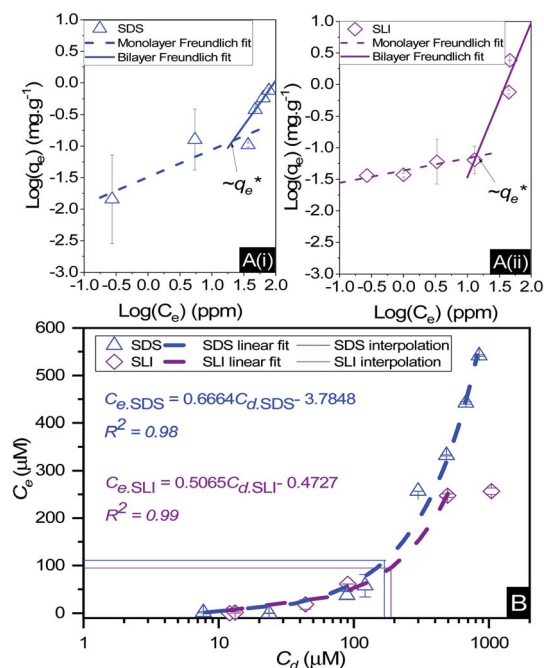 SDS
Monolayer Freundlich fit
Bilayer Freundlich fit
SLI
Monolayer Freundlich fit
Bilayer Freundlich fit
1.0
0.5
0.0
-0.5
-1.0
-1.5
-2.0
-2.5
-3.0
Log(qₑ) (mg.g⁻¹)
~qₑ*
A(i)
-1.0 -0.5 0.0 0.5 1.0 1.5 2.0
Log(Cₑ) (ppm)
1.0
0.5
0.0
-0.5
-1.0
-1.5
-2.0
-2.5
-3.0
Log(qₑ) (mg.g⁻¹)
~qₑ*
A(ii)
-1.0 -0.5 0.0 0.5 1.0 1.5 2.0
Log(Cₑ) (ppm)
SDS SDS linear fit SDS interpolation
SLI SLI linear fit SLI interpolation
Cₑ.SDS = 0.6664C_d.SDS- 3.7848
R² = 0.98
Cₑ.SLI = 0.5065C_d.SLI- 0.4727
R² = 0.99
600
500
400
300
200
100
0
Cₑ (μM)
B
1 10 100 1000
C_d (μM)